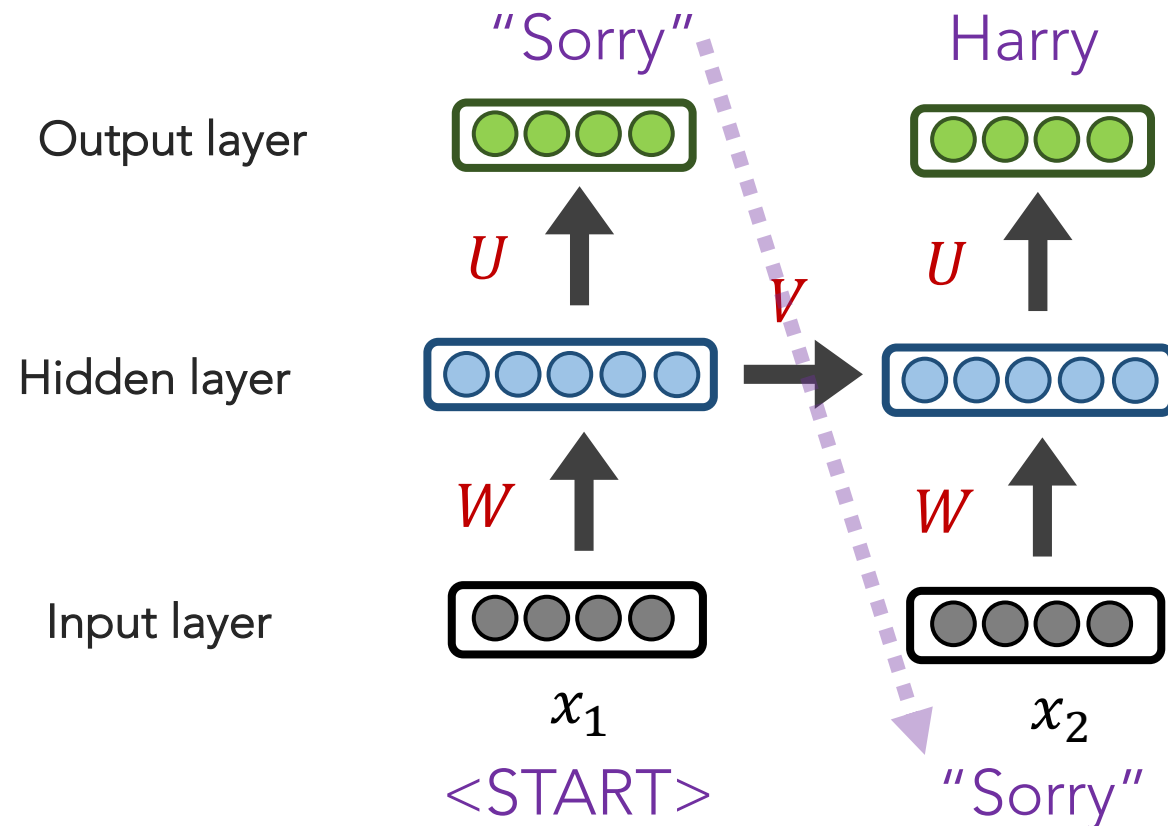 “Sorry” Harry
Output layer
U U
V
Hidden layer
W W
Input layer
x₁ x₂
<START> “Sorry”